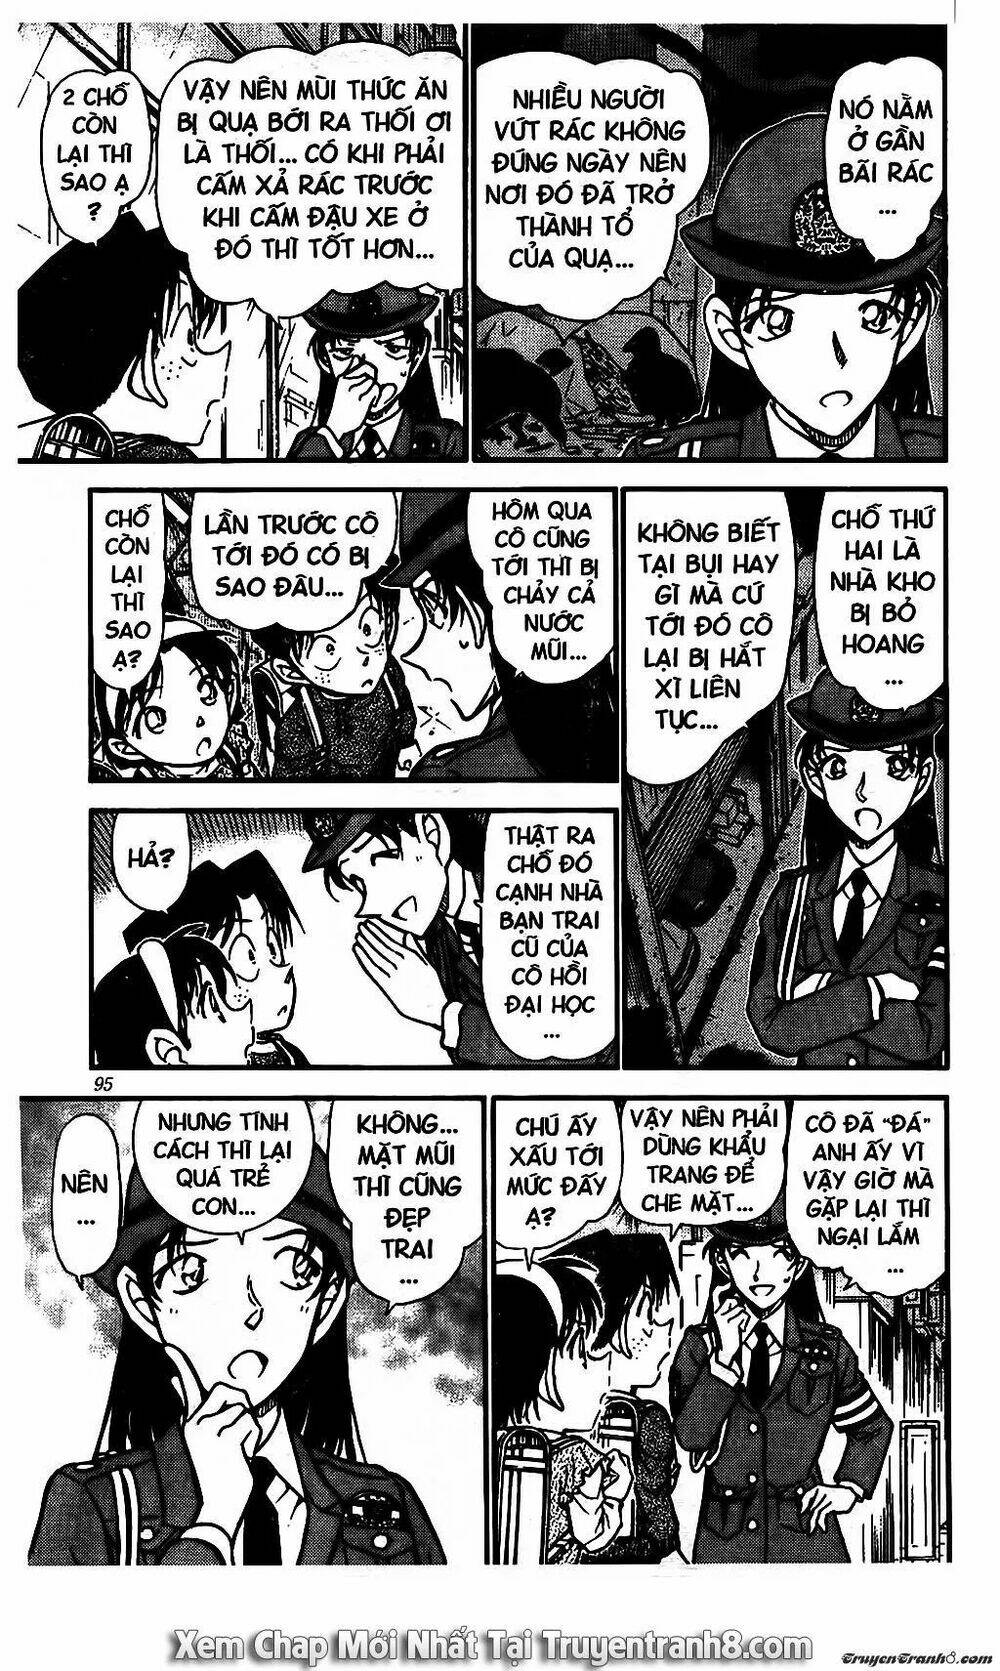 NÓ NẰM
Ở GẦN
BÃI RÁC
...
NHIỀU NGƯỜI
VỨT RÁC KHÔNG
ĐÚNG NGÀY NÊN
NƠI ĐÓ ĐÃ TRỞ
THÀNH TỔ
CỦA QUẠ...
VẬY NÊN MÙI THỨC ĂN
BỊ QUẠ BỚI RA THỐI ƠI
LÀ THỐI... CÓ KHI PHẢI
CẤM XẢ RÁC TRƯỚC
KHI CẤM ĐẬU XE Ở
ĐÓ THÌ TỐT HƠN...
2 CHỖ
CÒN
LẠI THÌ
SAO Ạ
?
CHỖ THỨ
HAI LÀ
NHÀ KHO
BỊ BỎ
HOANG
...
KHÔNG BIẾT
TẠI BỤI HAY
GÌ MÀ CỨ
TỚI ĐÓ CÔ
LẠI BỊ HẮT
XÌ LIÊN
TỤC...
HÔM QUA
CÔ CŨNG
TỚI THÌ BỊ
CHẢY CẢ
NƯỚC
MŨI...
LẦN TRƯỚC CÔ
TỚI ĐÓ CÓ BỊ
SAO ĐÂU...
CHỖ
CÒN
LẠI
THÌ
SAO
Ạ?
THẬT RA
CHỖ ĐÓ
CẠNH NHÀ
BẠN TRAI
CŨ CỦA
CÔ HỒI
ĐẠI HỌC
...
HẢ?
95
CÔ ĐÃ "ĐÁ"
ANH ẤY VÌ
VẬY GIỜ MÀ
GẶP LẠI THÌ
NGẠI LẮM
...
VẬY NÊN PHẢI
DÙNG KHẨU
TRANG ĐỂ
CHE MẶT...
CHÚ ẤY
XẤU TỚI
MỨC ĐẤY
Ạ?
KHÔNG...
MẶT MŨI
THÌ CŨNG
ĐẸP
TRAI
...
NHƯNG TÍNH
CÁCH THÌ LẠI
QUÁ TRẺ
CON...
NÊN
...
Xem Chap Mới Nhất Tại Truyentranh8.com
TruyenTranh8.com